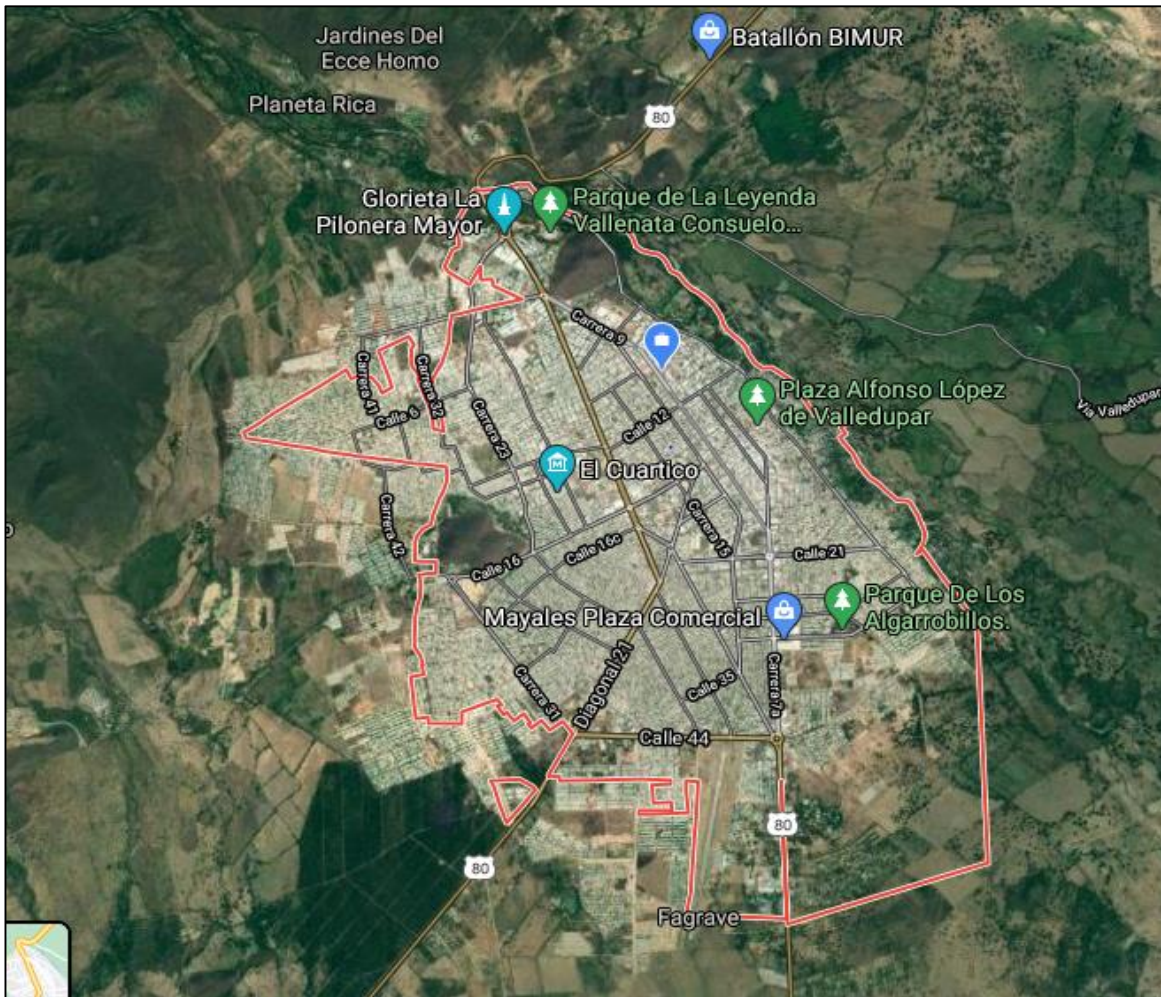 Jardines Del
Ecce Homo
Batallón BIMUR
Planeta Rica
80
Glorieta La
Pilonera Mayor
Parque de La Leyenda
Vallenata Consuelo...
Carrera 9
Carrera 41
Carrera 32
Plaza Alfonso López
de Valledupar
Vía Valledupar
Calle 6
Carrera 23
Calle 12
El Cuartico
Carrera 15
Carrera 42
Calle 16
Calle 16c
Calle 21
Mayales Plaza Comercial
Parque De Los
Algarrobillos.
Diagonal 21
Carrera 31
Calle 35
Carrera 7a
Calle 44
80
80
Fagrave